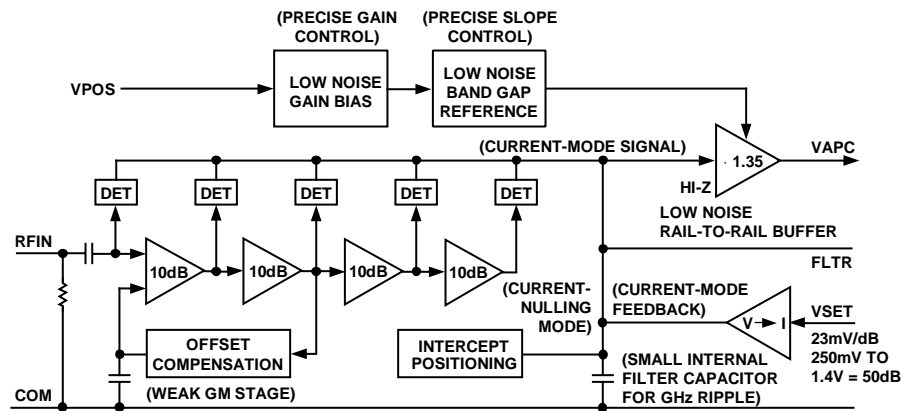 (PRECISE GAIN
CONTROL)
(PRECISE SLOPE
CONTROL)
VPOS
LOW NOISE
GAIN BIAS
LOW NOISE
BAND GAP
REFERENCE
(CURRENT-MODE SIGNAL)
· 1.35
VAPC
HI-Z
DET
DET
DET
DET
DET
LOW NOISE
RAIL-TO-RAIL BUFFER
RFIN
10dB
10dB
10dB
10dB
FLTR
(CURRENT-
NULLING
MODE)
(CURRENT-MODE
FEEDBACK)
V
I
VSET
23mV/dB
250mV TO
1.4V = 50dB
OFFSET
COMPENSATION
INTERCEPT
POSITIONING
(WEAK GM STAGE)
(SMALL INTERNAL
FILTER CAPACITOR
FOR GHz RIPPLE)
COM